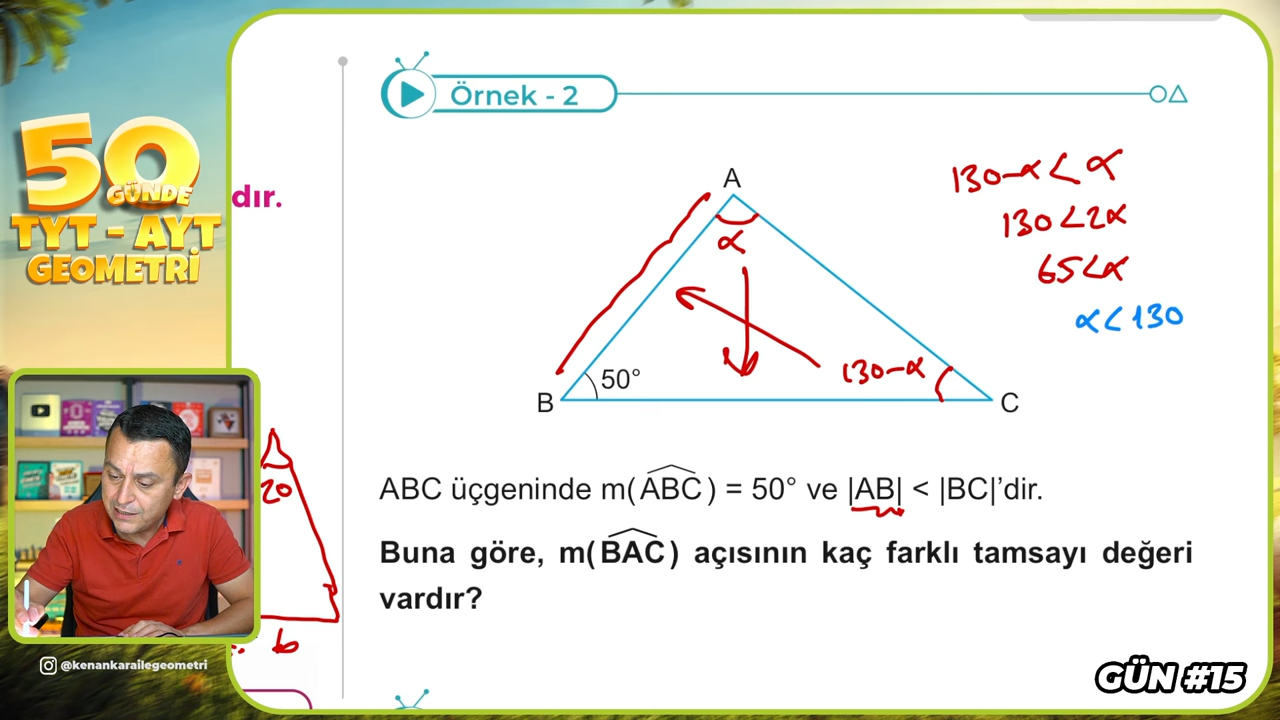 50
GÜNDE
TYT - AYT
GEOMETRİ
dır.
Örnek - 2
A
α
B
50°
130-α
C
130-α < α
130 < 2α
65 < α
α < 130
20
b
ABC üçgeninde m(ABC) = 50° ve |AB| < |BC|'dir.
Buna göre, m(BAC) açısının kaç farklı tamsayı değeri
vardır?
@kenankarailegeometri
GÜN #15